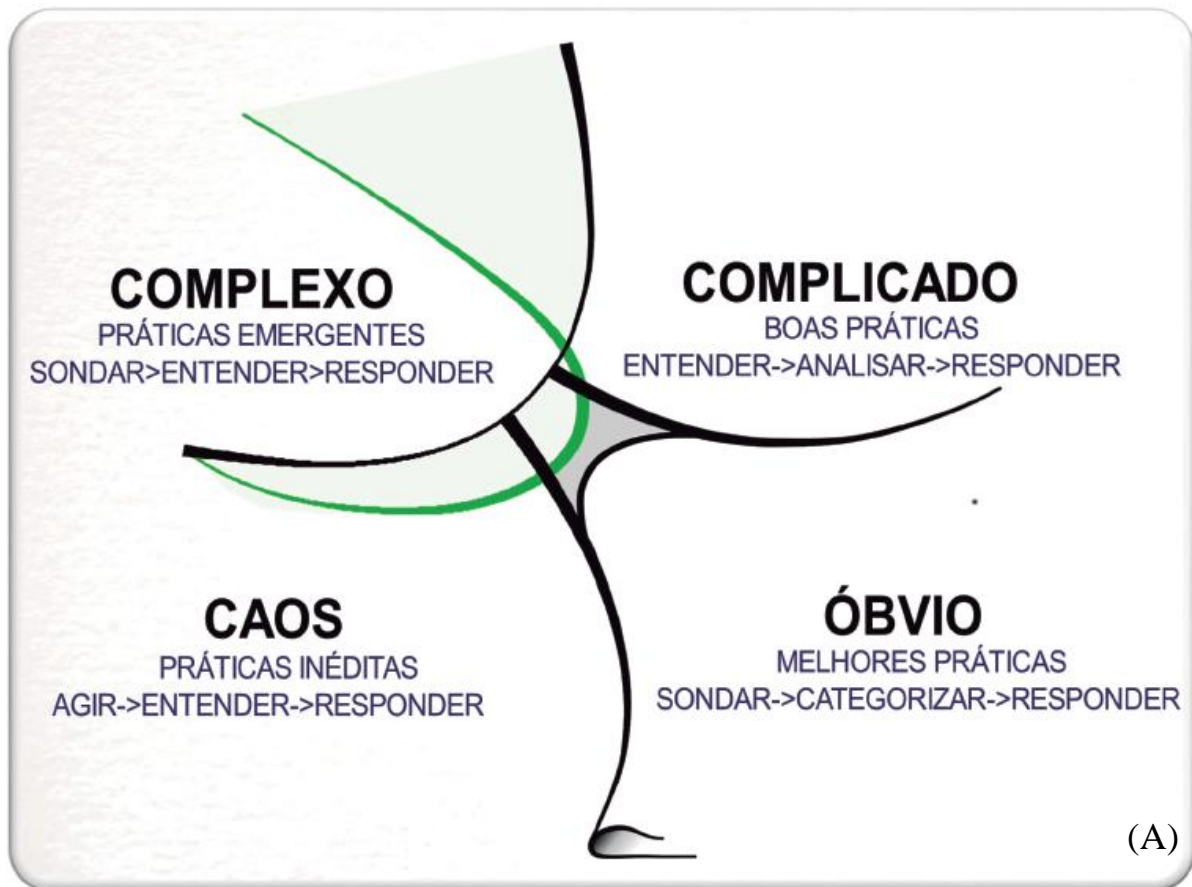 COMPLEXO
PRÁTICAS EMERGENTES
SONDAR>ENTENDER>RESPONDER
COMPLICADO
BOAS PRÁTICAS
ENTENDER->ANALISAR->RESPONDER
CAOS
PRÁTICAS INÉDITAS
AGIR->ENTENDER->RESPONDER
ÓBVIO
MELHORES PRÁTICAS
SONDAR->CATEGORIZAR->RESPONDER
(A)